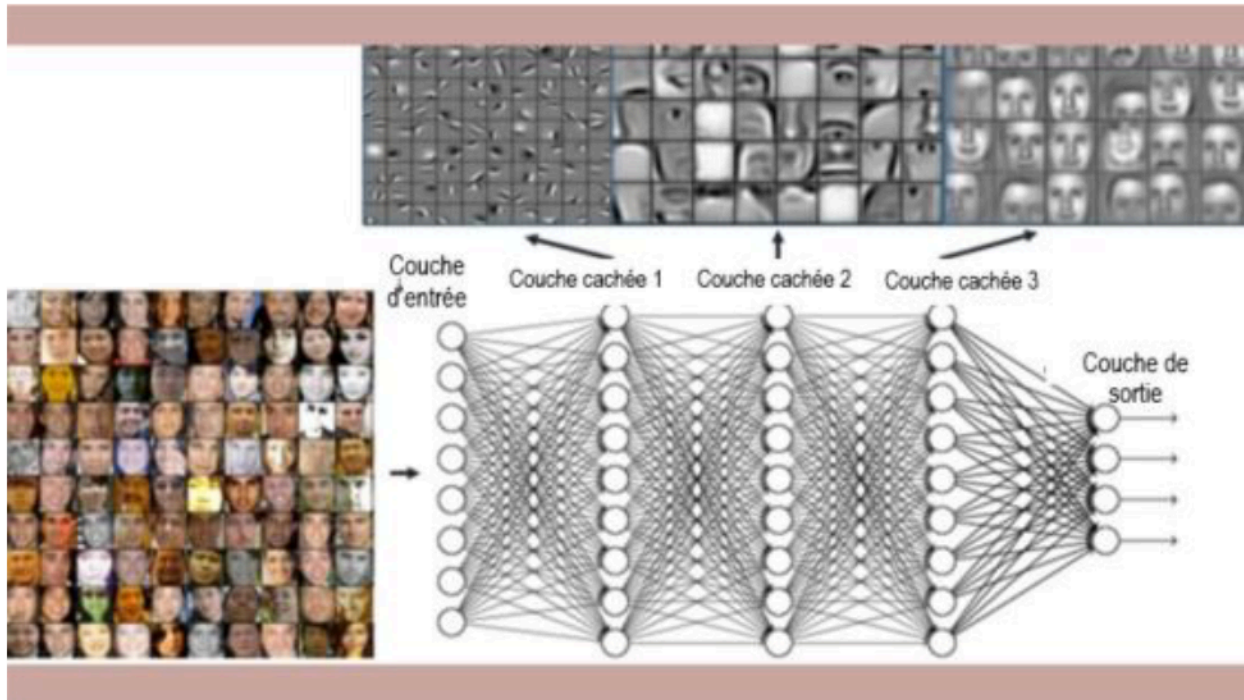 Couche
d'entrée
Couche cachée 1
Couche cachée 2
Couche cachée 3
Couche de
sortie